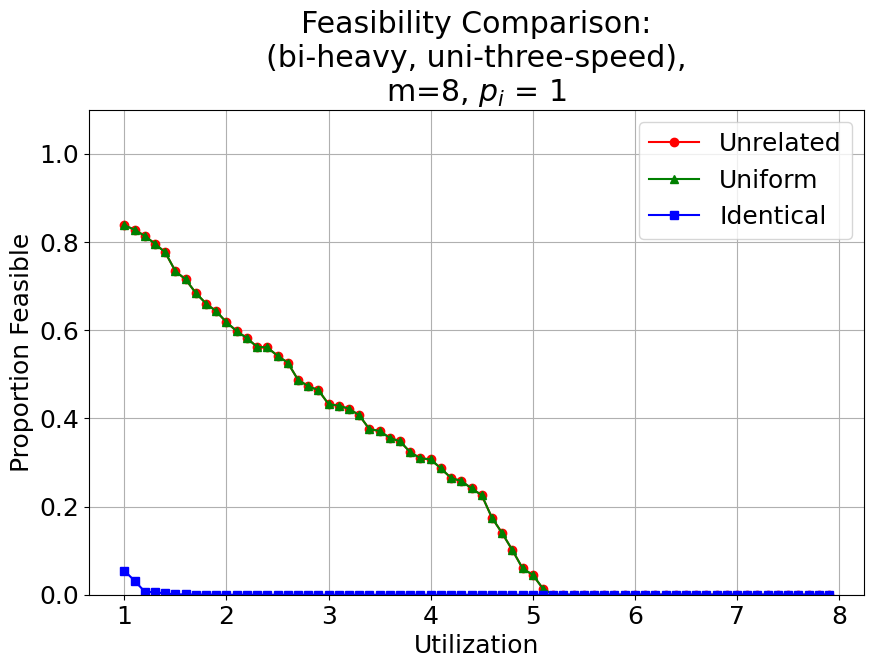 Feasibility Comparison:
(bi-heavy, uni-three-speed),
m=8, $p_i$ = 1
Unrelated
Uniform
Identical
Proportion Feasible
1.0
0.8
0.6
0.4
0.2
0.0
1 2 3 4 5 6 7 8
Utilization